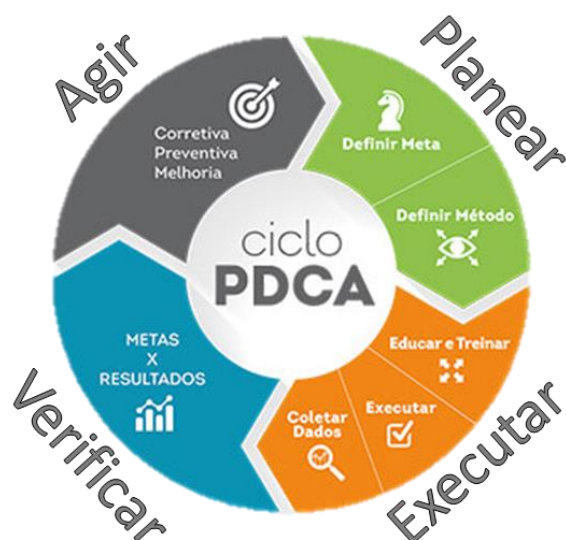 Agir
Planear
Corretiva
Preventiva
Melhoria
Definir Meta
Definir Método
ciclo
PDCA
Educar e Treinar
Executar
Coletar
Dados
METAS
X
RESULTADOS
Verificar
Executar